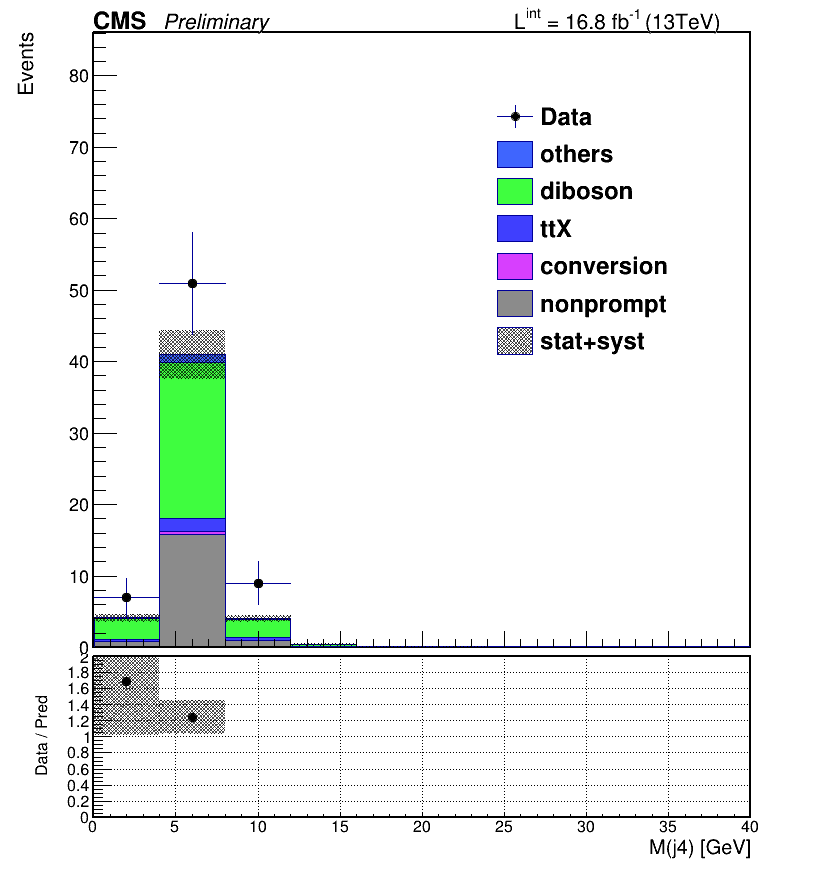 CMS Preliminary L^int = 16.8 fb^-1 (13TeV)
Events
80
70
60
50
40
30
20
10
0
Data
others
diboson
ttX
conversion
nonprompt
stat+syst
Data / Pred
2
1.8
1.6
1.4
1.2
1
0.8
0.6
0.4
0.2
0
0 5 10 15 20 25 30 35 40
M(j4) [GeV]